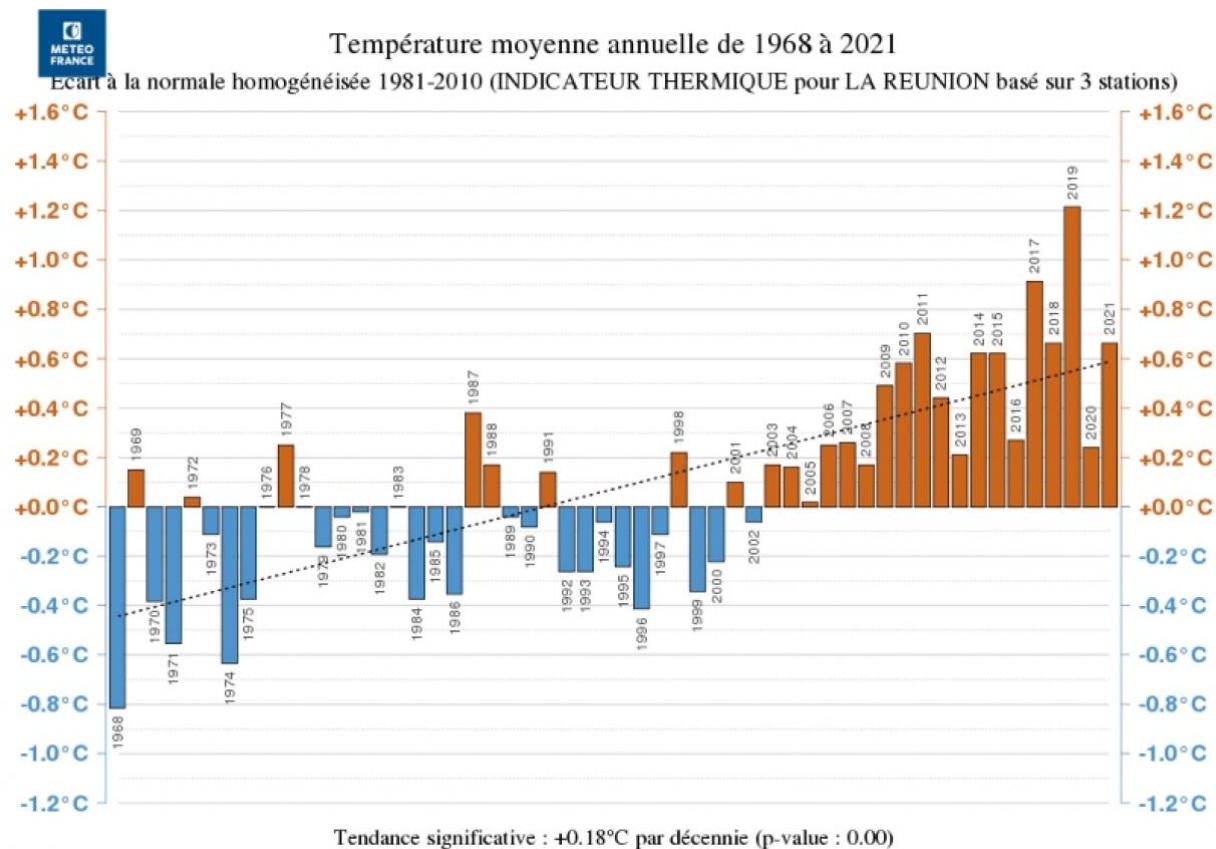 METEO
FRANCE
Température moyenne annuelle de 1968 à 2021
Ecart à la normale homogénéisée 1981-2010 (INDICATEUR THERMIQUE pour LA REUNION basé sur 3 stations)
+1.6°C +1.6°C
+1.4°C +1.4°C
+1.2°C +1.2°C
+1.0°C +1.0°C
+0.8°C +0.8°C
+0.6°C +0.6°C
+0.4°C +0.4°C
+0.2°C +0.2°C
+0.0°C +0.0°C
-0.2°C -0.2°C
-0.4°C -0.4°C
-0.6°C -0.6°C
-0.8°C -0.8°C
-1.0°C -1.0°C
-1.2°C -1.2°C
1968
1969
1970
1971
1972
1973
1974
1975
1976
1977
1978
1979
1980
1981
1982
1983
1984
1985
1986
1987
1988
1989
1990
1991
1992
1993
1994
1995
1996
1997
1998
1999
2000
2001
2002
2003
2004
2005
2006
2007
2008
2009
2010
2011
2012
2013
2014
2015
2016
2017
2018
2019
2020
2021
Tendance significative : +0.18°C par décennie (p-value : 0.00)